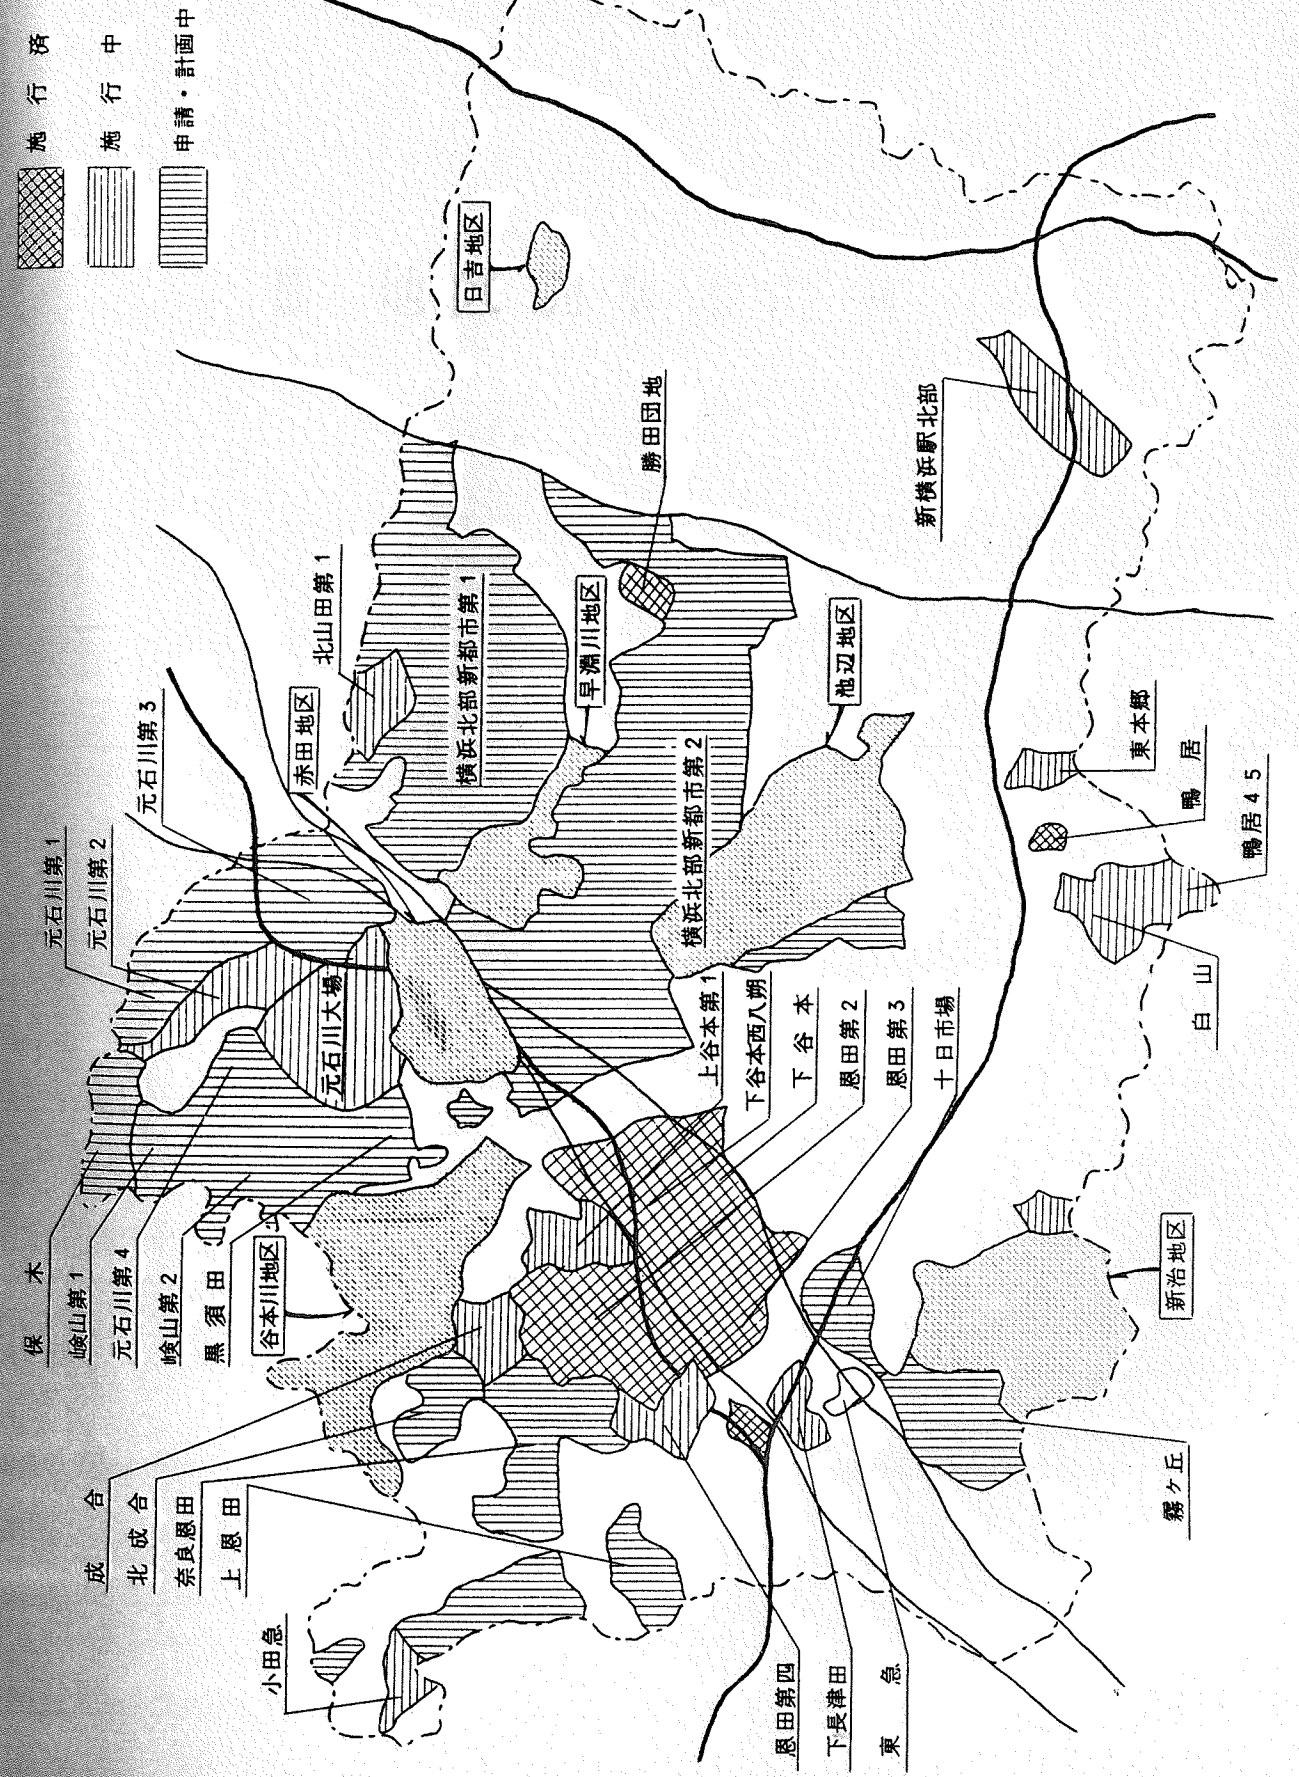 施行済
施行中
申請・計画中
日吉地区
勝田団地
新横浜駅北部
北山田第1
横浜北部新都市第1
早淵川地区
池辺地区
元石川第3
赤田地区
横浜北部新都市第2
東本郷
鴨居
鴨居45
白山
元石川第1
元石川第2
元石川大場
上谷本第1
下谷本西八朔
下谷本
恩田第2
恩田第3
十日市場
保木
嶮山第1
元石川第4
嶮山第2
黒須田
谷本川地区
新治地区
成合
北成合
奈良恩田
上恩田
霧ヶ丘
小田急
恩田第四
下長津田
東急